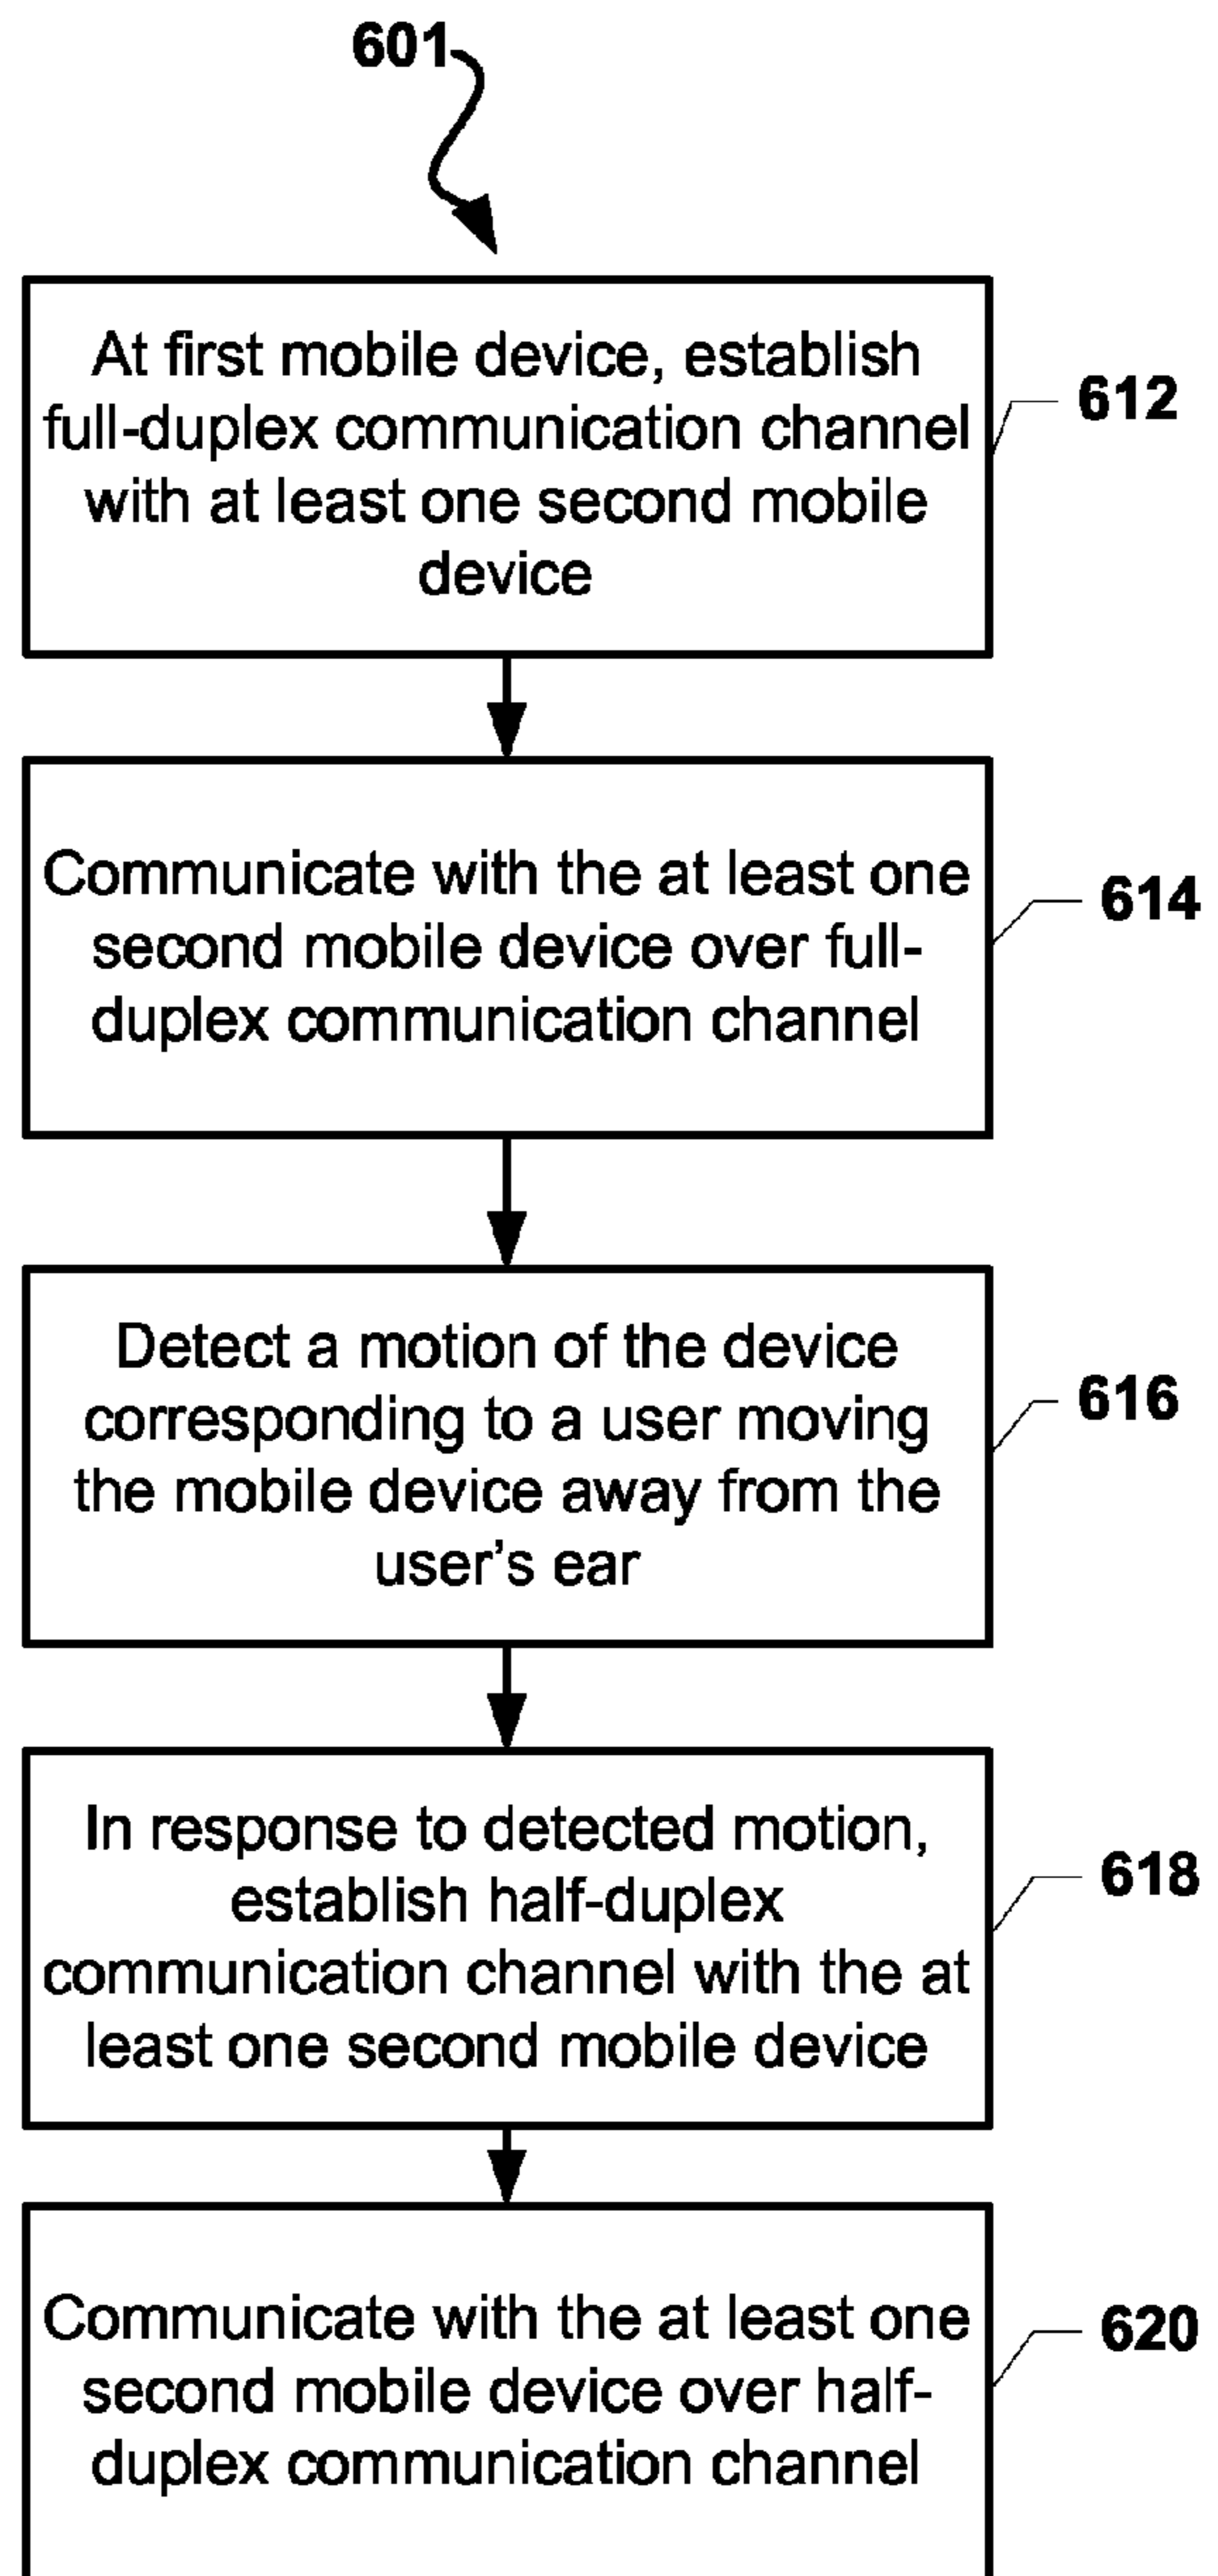 601
At first mobile device, establish
full-duplex communication channel
with at least one second mobile
device
612
Communicate with the at least one
second mobile device over full-
duplex communication channel
614
Detect a motion of the device
corresponding to a user moving
the mobile device away from the
user’s ear
616
In response to detected motion,
establish half-duplex
communication channel with the at
least one second mobile device
618
Communicate with the at least one
second mobile device over half-
duplex communication channel
620